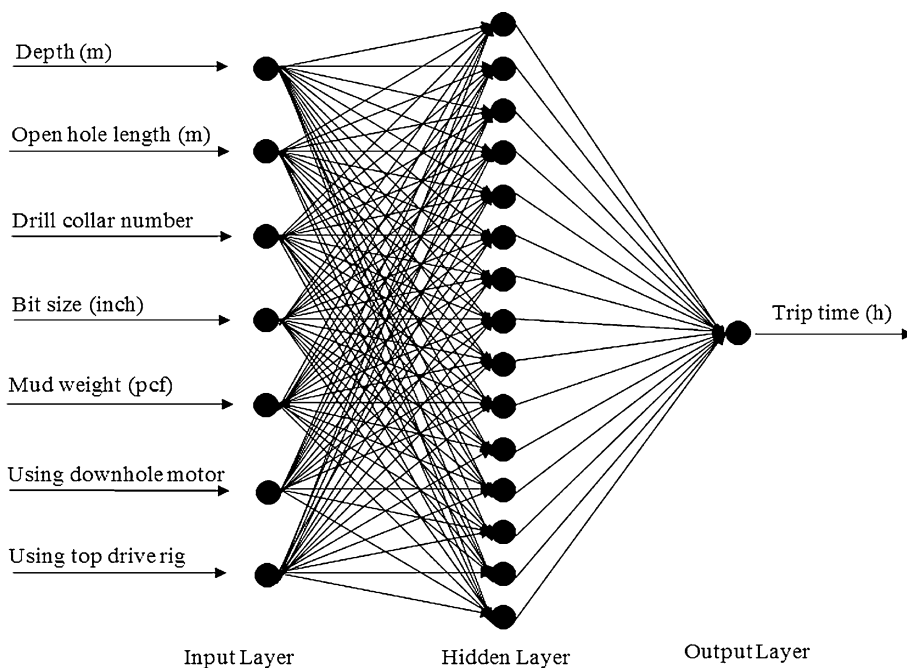 Depth (m)
Open hole length (m)
Drill collar number
Bit size (inch)
Mud weight (pcf)
Using downhole motor
Using top drive rig
Trip time (h)
Input Layer
Hidden Layer
Output Layer